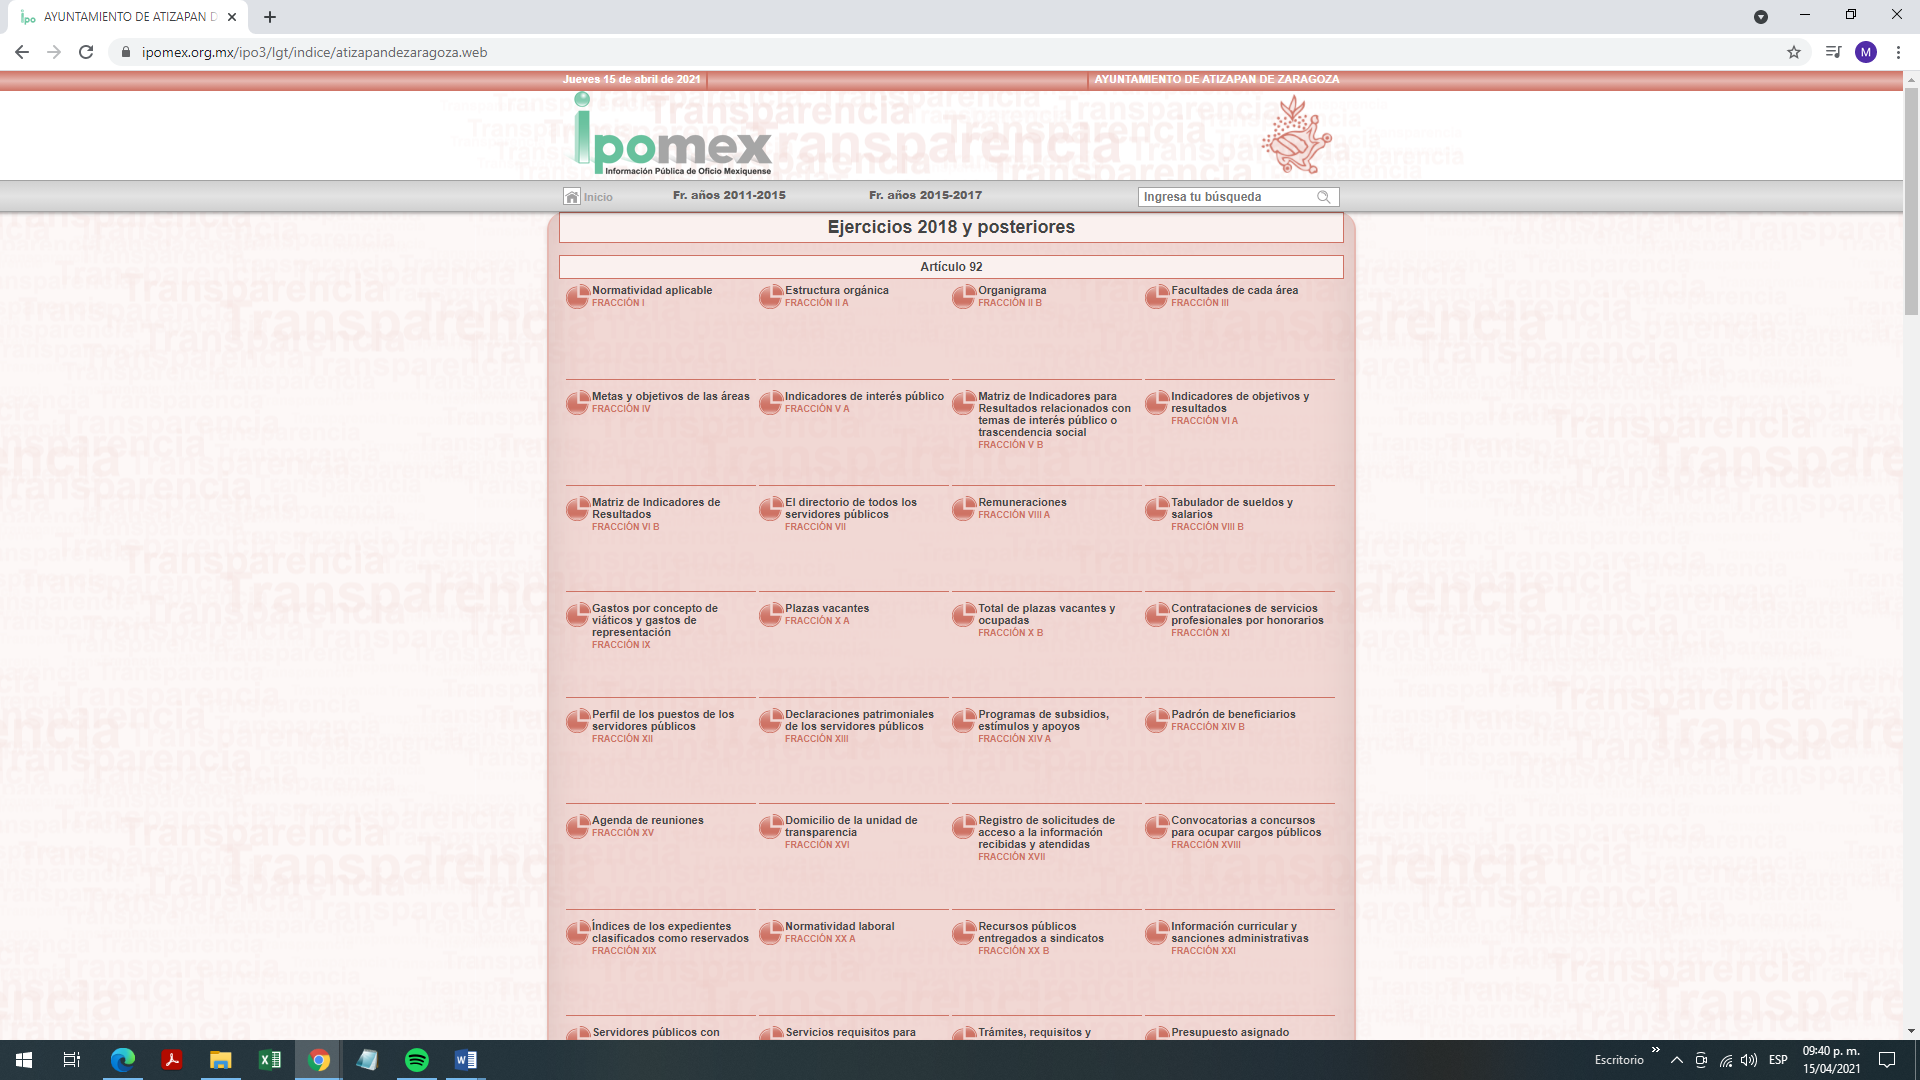 AYUNTAMIENTO DE ATIZAPAN D
ipomex.org.mx/ipo3/lgt/indice/atizapandezaragoza.web
M
Jueves 15 de abril de 2021
AYUNTAMIENTO DE ATIZAPAN DE ZARAGOZA
ipomex
Información Pública de Oficio Mexiquense
Inicio
Fr. años 2011-2015
Fr. años 2015-2017
Ingresa tu búsqueda
Ejercicios 2018 y posteriores
Artículo 92
Normatividad aplicable
FRACCIÓN I
Estructura orgánica
FRACCIÓN II A
Organigrama
FRACCIÓN II B
Facultades de cada área
FRACCIÓN III
Metas y objetivos de las áreas
FRACCIÓN IV
Indicadores de interés público
FRACCIÓN V A
Matriz de Indicadores para
Resultados relacionados con
temas de interés público o
trascendencia social
FRACCIÓN V B
Indicadores de objetivos y
resultados
FRACCIÓN VI A
Matriz de Indicadores de
Resultados
FRACCIÓN VI B
El directorio de todos los
servidores públicos
FRACCIÓN VII
Remuneraciones
FRACCIÓN VIII A
Tabulador de sueldos y
salarios
FRACCIÓN VIII B
Gastos por concepto de
viáticos y gastos de
representación
FRACCIÓN IX
Plazas vacantes
FRACCIÓN X A
Total de plazas vacantes y
ocupadas
FRACCIÓN X B
Contrataciones de servicios
profesionales por honorarios
FRACCIÓN XI
Perfil de los puestos de los
servidores públicos
FRACCIÓN XII
Declaraciones patrimoniales
de los servidores públicos
FRACCIÓN XIII
Programas de subsidios,
estímulos y apoyos
FRACCIÓN XIV A
Padrón de beneficiarios
FRACCIÓN XIV B
Agenda de reuniones
FRACCIÓN XV
Domicilio de la unidad de
transparencia
FRACCIÓN XVI
Registro de solicitudes de
acceso a la información
recibidas y atendidas
FRACCIÓN XVII
Convocatorias a concursos
para ocupar cargos públicos
FRACCIÓN XVIII
Índices de los expedientes
clasificados como reservados
FRACCIÓN XIX
Normatividad laboral
FRACCIÓN XX A
Recursos públicos
entregados a sindicatos
FRACCIÓN XX B
Información curricular y
sanciones administrativas
FRACCIÓN XXI
Servidores públicos con
Servicios requisitos para
Trámites, requisitos y
Presupuesto asignado
Escritorio
ESP
09:40 p. m.
15/04/2021